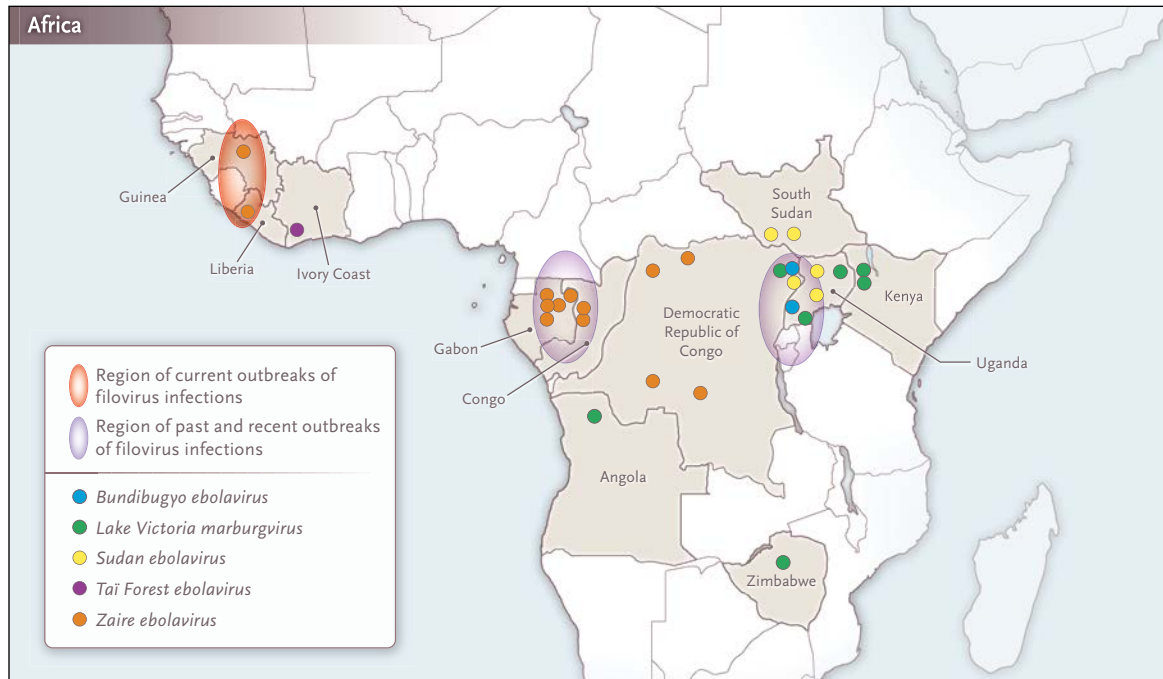 Africa
Guinea
Liberia
Ivory Coast
South
Sudan
Democratic
Republic of
Congo
Kenya
Uganda
Gabon
Congo
Angola
Zimbabwe
Region of current outbreaks of
filovirus infections
Region of past and recent outbreaks
of filovirus infections
Bundibugyo ebolavirus
Lake Victoria marburgvirus
Sudan ebolavirus
Taï Forest ebolavirus
Zaire ebolavirus